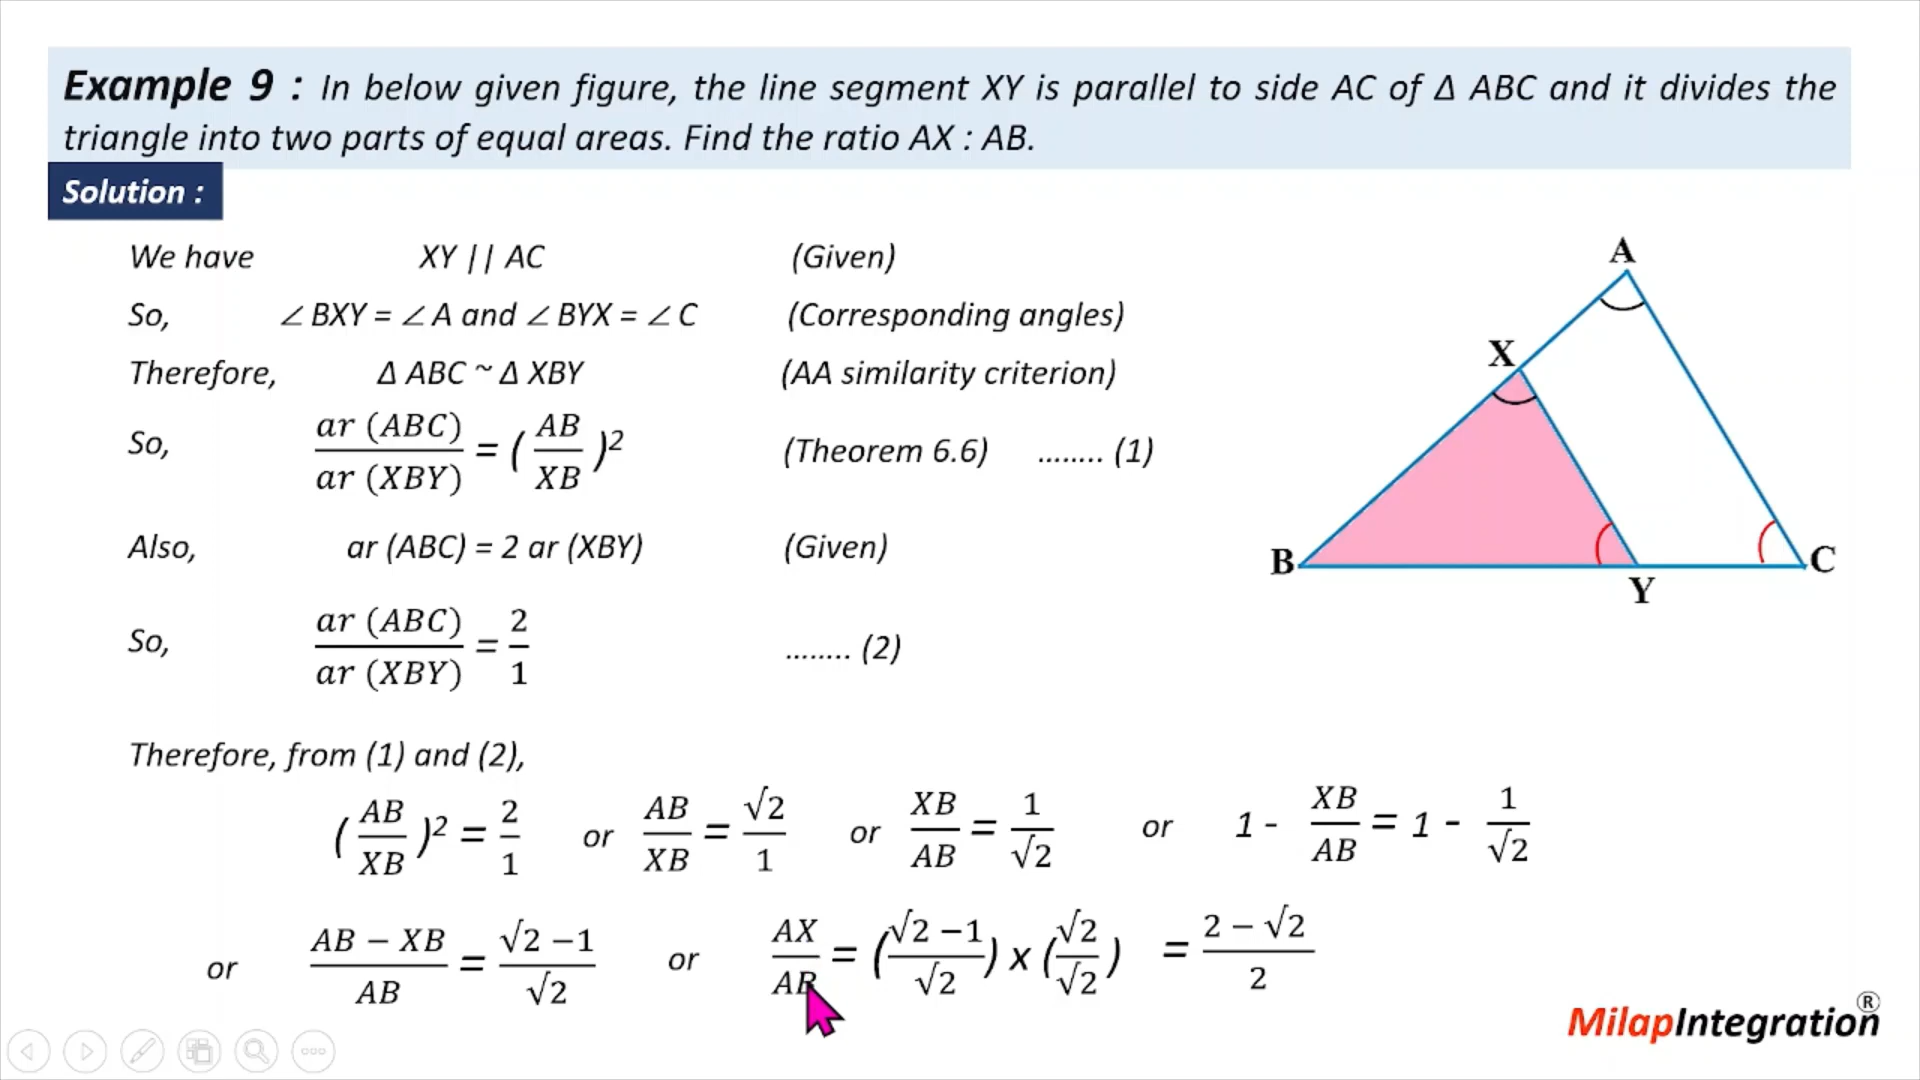 Example 9 : In below given figure, the line segment XY is parallel to side AC of Δ ABC and it divides the
triangle into two parts of equal areas. Find the ratio AX : AB.
Solution :
We have XY || AC (Given)
So, ∠ BXY = ∠ A and ∠ BYX = ∠ C (Corresponding angles)
Therefore, Δ ABC ~ Δ XBY (AA similarity criterion)
So, ar (ABC) / ar (XBY) = ( AB / XB )² (Theorem 6.6) ........ (1)
Also, ar (ABC) = 2 ar (XBY) (Given)
So, ar (ABC) / ar (XBY) = 2 / 1 ........ (2)
Therefore, from (1) and (2),
( AB / XB )² = 2 / 1 or AB / XB = √2 / 1 or XB / AB = 1 / √2 or 1 - XB / AB = 1 - 1 / √2
or AB − XB / AB = √2 −1 / √2 or AX / AB = ( √2 −1 / √2 ) x ( √2 / √2 ) = 2 − √2 / 2
A
X
B
C
Y
MilapIntegration ®